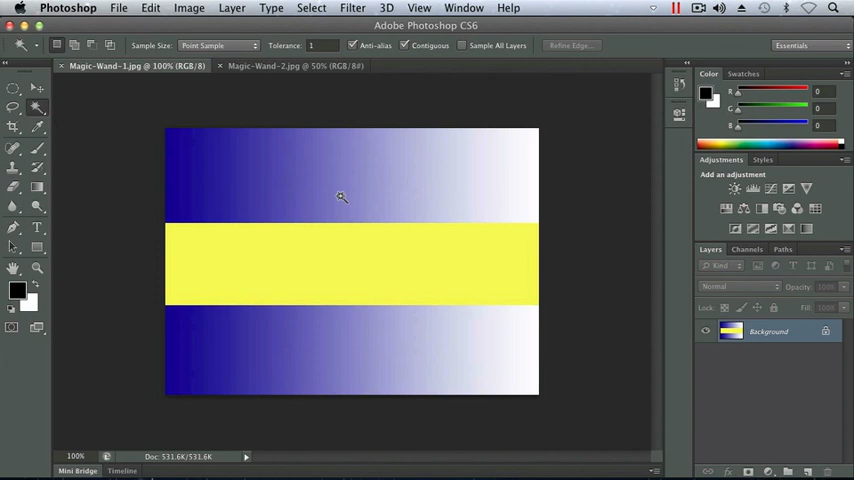 Photoshop File Edit Image Layer Type Select Filter 3D View Window Help
Adobe Photoshop CS6
Sample Size: Point Sample Tolerance: 1 Anti-alias Contiguous Sample All Layers Refine Edge... Essentials
Magic-Wand-1.jpg @ 100% (RGB/8) Magic-Wand-2.jpg @ 50% (RGB/8#)
Color Swatches
R 0
G 0
B 0
Adjustments Styles
Add an adjustment
Layers Channels Paths
Kind
Normal Opacity: 100%
Lock: Fill: 100%
Background
100% Doc: 531.6K/531.6K
Mini Bridge Timeline